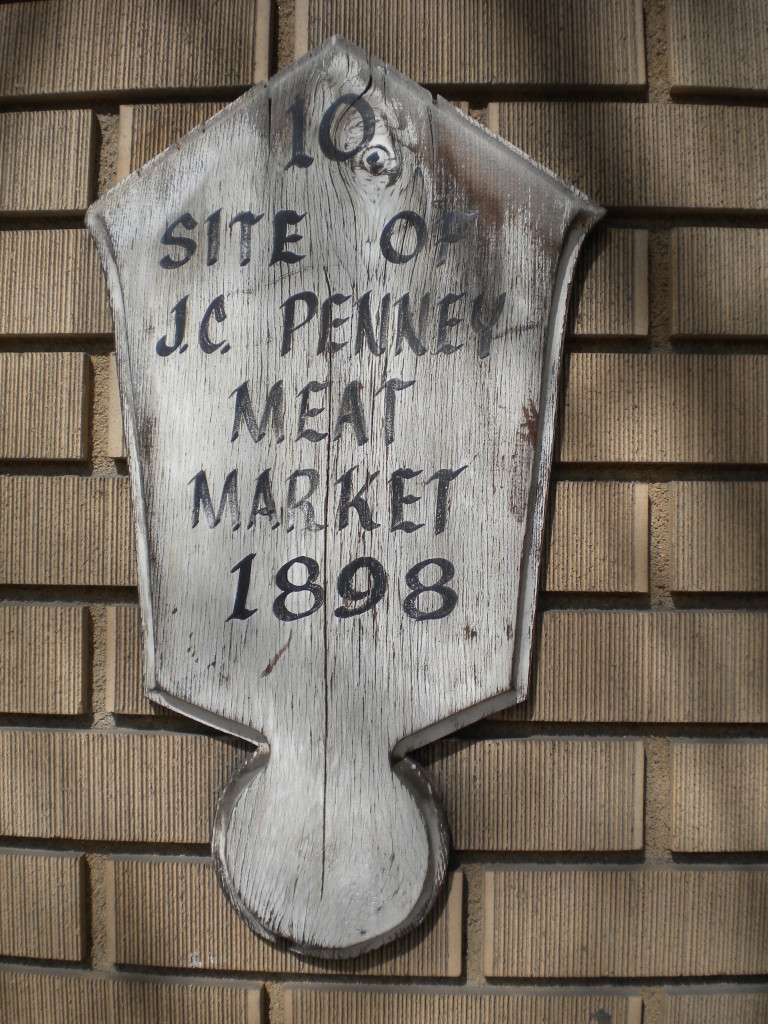 10.
SITE OF
J.C. PENNEY
MEAT
MARKET
1898